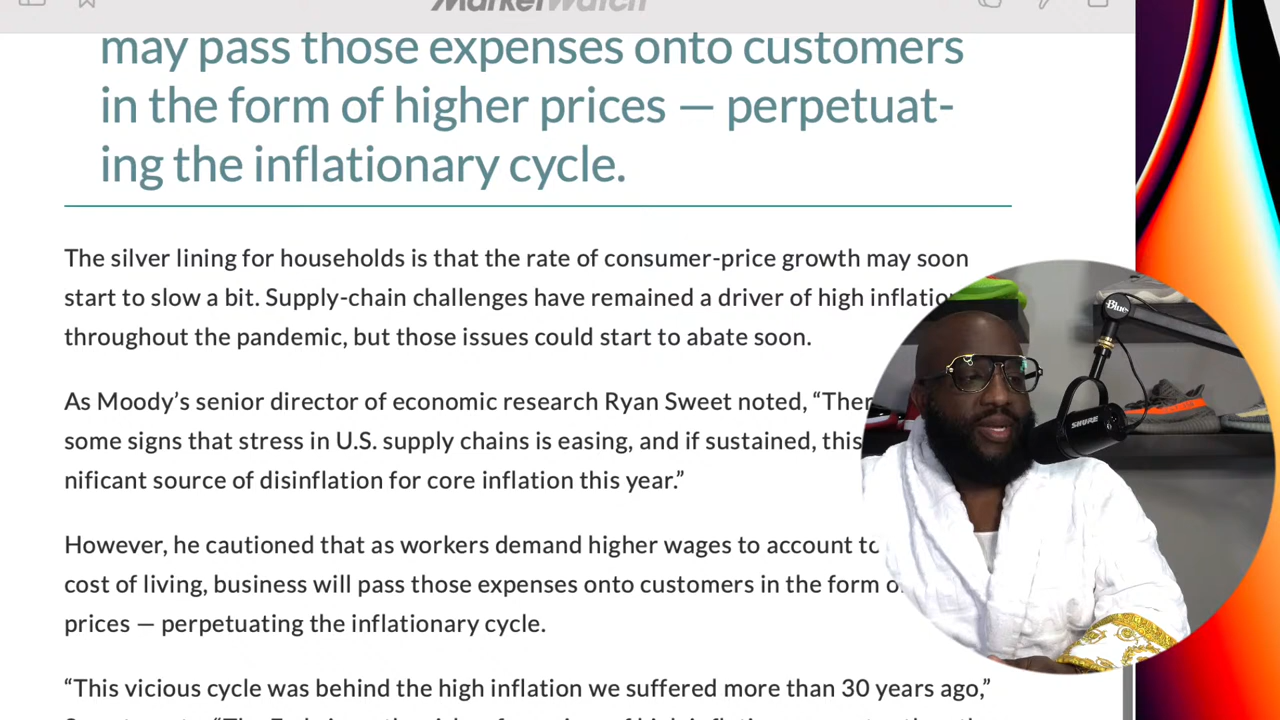 MarketWatch
may pass those expenses onto customers
in the form of higher prices — perpetuat-
ing the inflationary cycle.
The silver lining for households is that the rate of consumer-price growth may soon
start to slow a bit. Supply-chain challenges have remained a driver of high inflatio
throughout the pandemic, but those issues could start to abate soon.
As Moody’s senior director of economic research Ryan Sweet noted, “Ther
some signs that stress in U.S. supply chains is easing, and if sustained, this
nificant source of disinflation for core inflation this year.”
However, he cautioned that as workers demand higher wages to account
cost of living, business will pass those expenses onto customers in the form
prices — perpetuating the inflationary cycle.
“This vicious cycle was behind the high inflation we suffered more than 30 years ago,”
Blue
SHURE